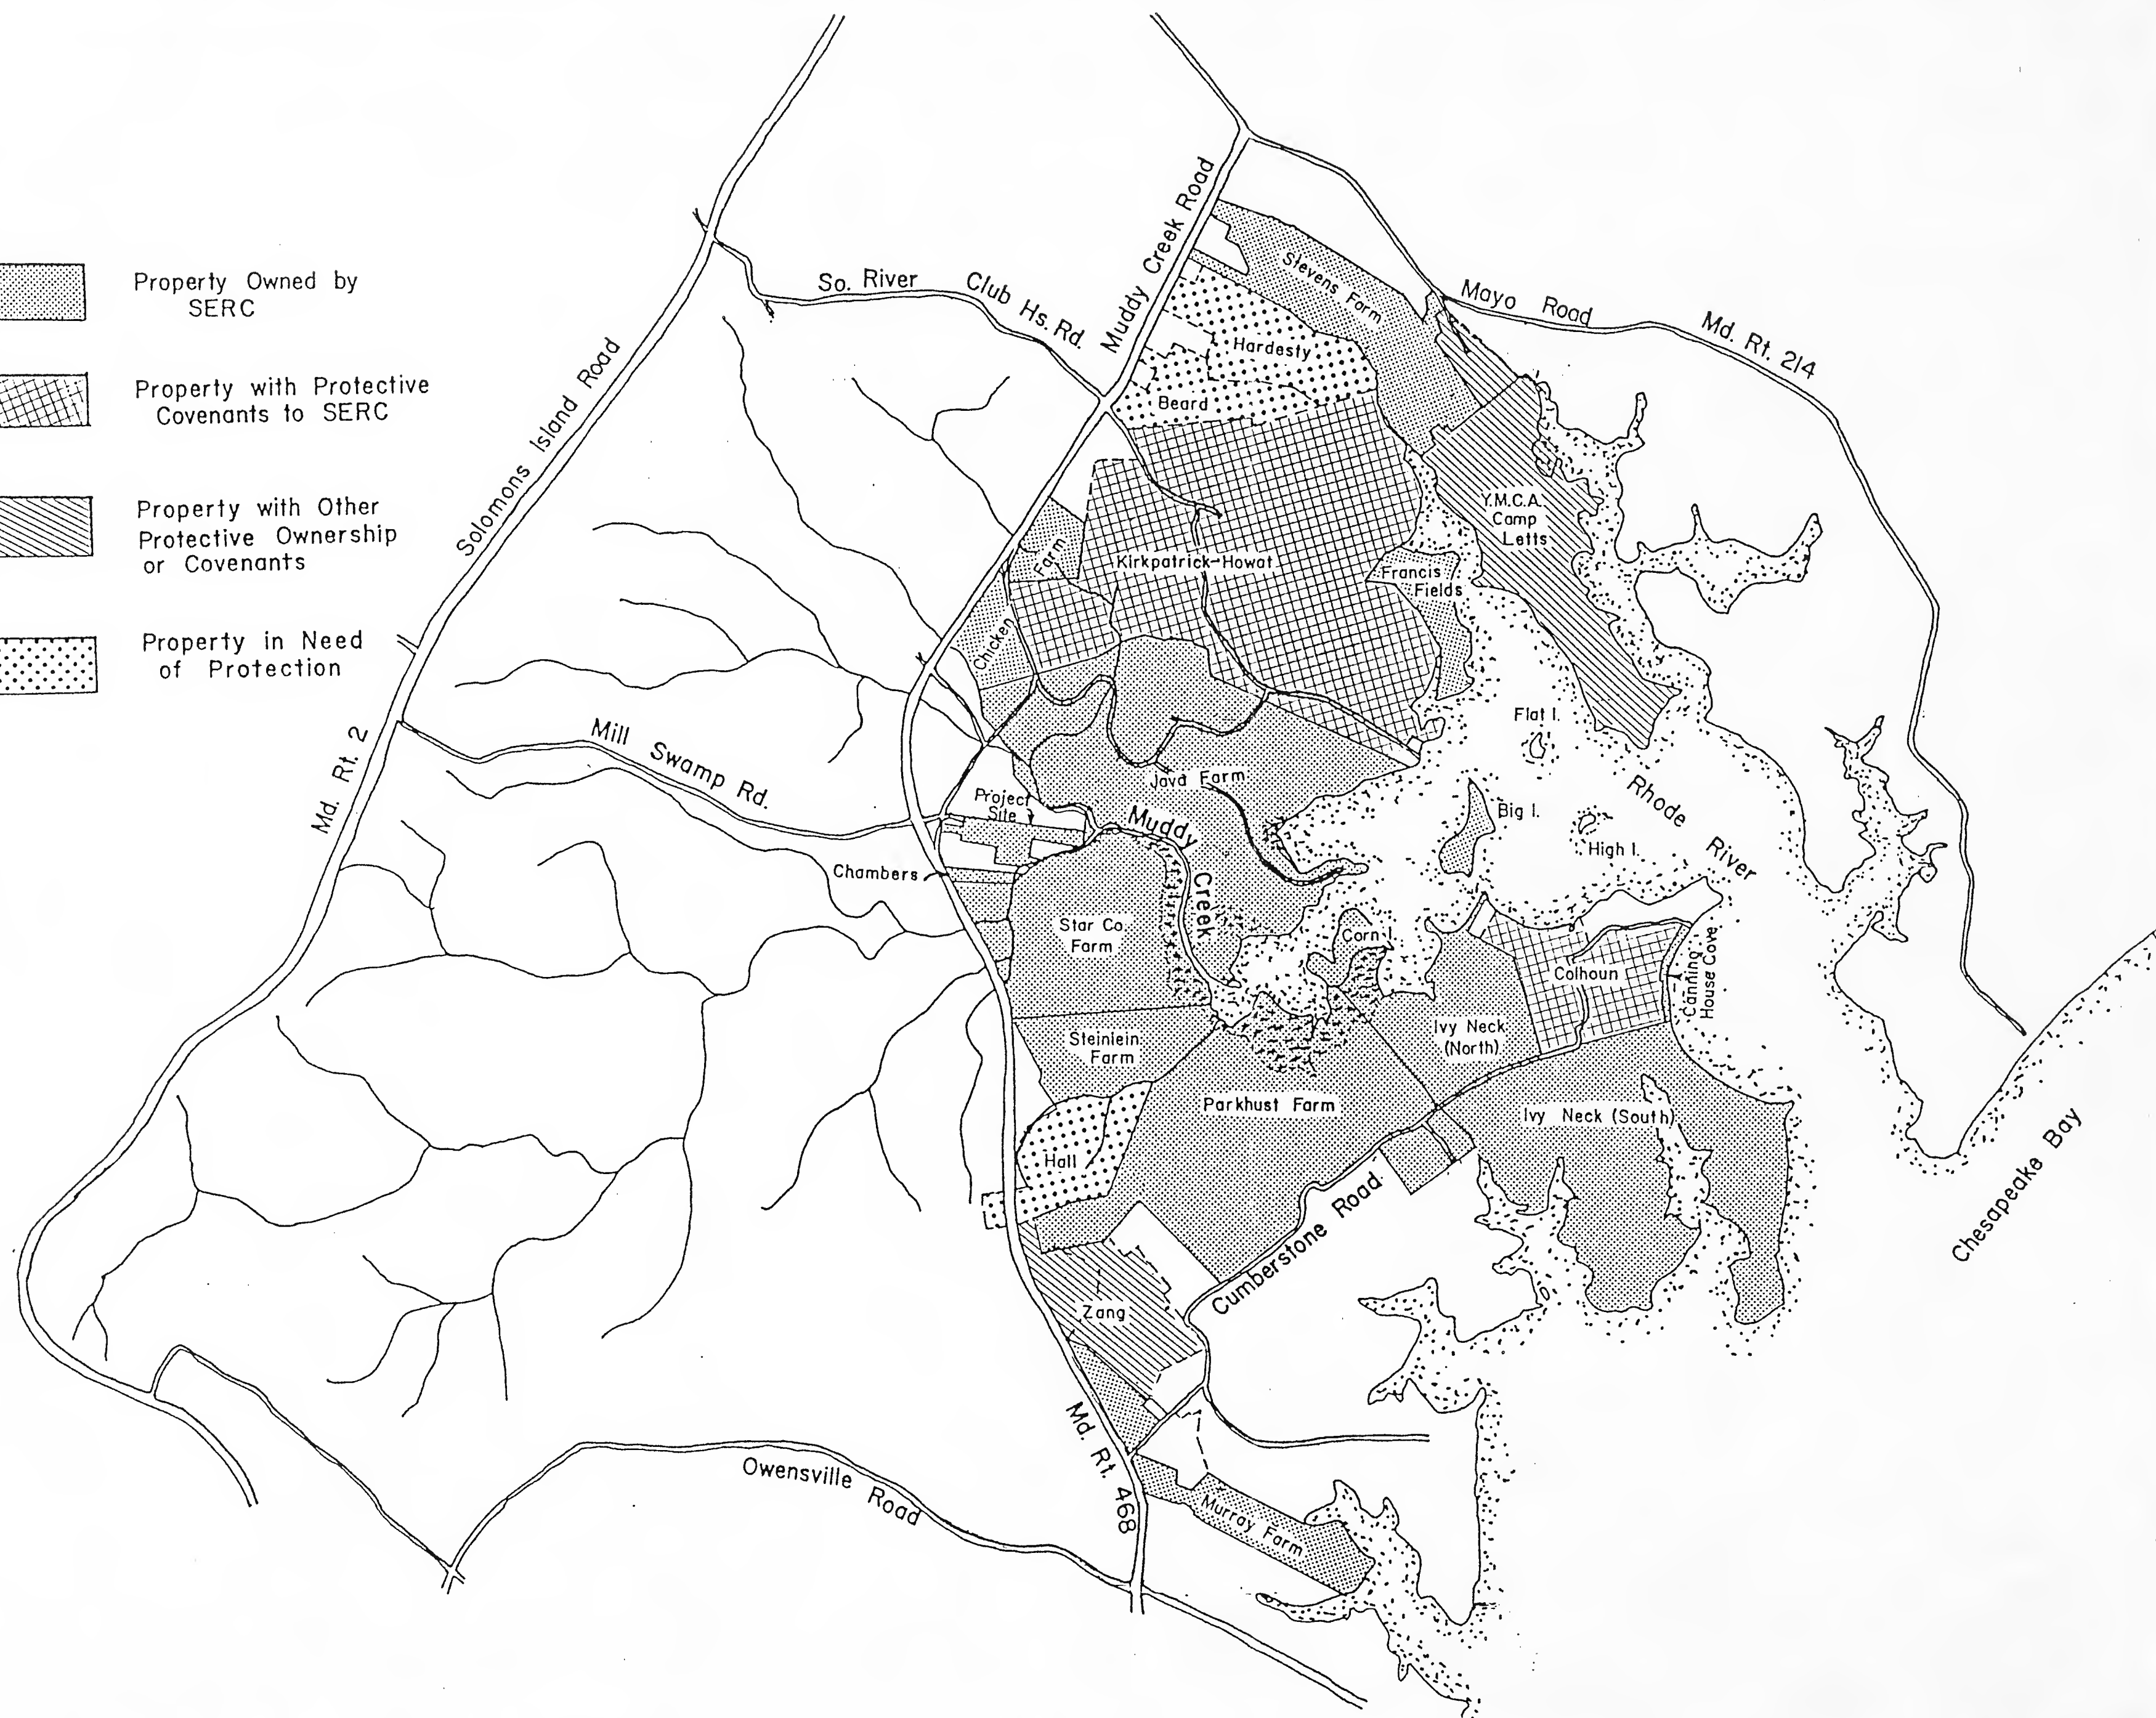 Property Owned by
SERC
Property with Protective
Covenants to SERC
Property with Other
Protective Ownership
or Covenants
Property in Need
of Protection
Solomons Island Road
Md. Rt. 2
So. River Club Hs. Rd.
Muddy Creek Road
Mayo Road
Md. Rt. 214
Stevens Farm
Hardesty
Beard
Y.M.C.A.
Camp
Letts
Kirkpatrick-Howat
Francis
Fields
Chicken Farm
Mill Swamp Rd.
Flat I.
Java Farm
Project
Site
Muddy Creek
Big I.
High I.
Rhode River
Chambers
Star Co.
Farm
Corn I.
Colhoun
Canning
House Cove
Ivy Neck
(North)
Steinlein
Farm
Parkhust Farm
Ivy Neck (South)
Hall
Cumberstone Road
Chesapeake Bay
Zang
Md. Rt. 468
Owensville Road
Murray Farm